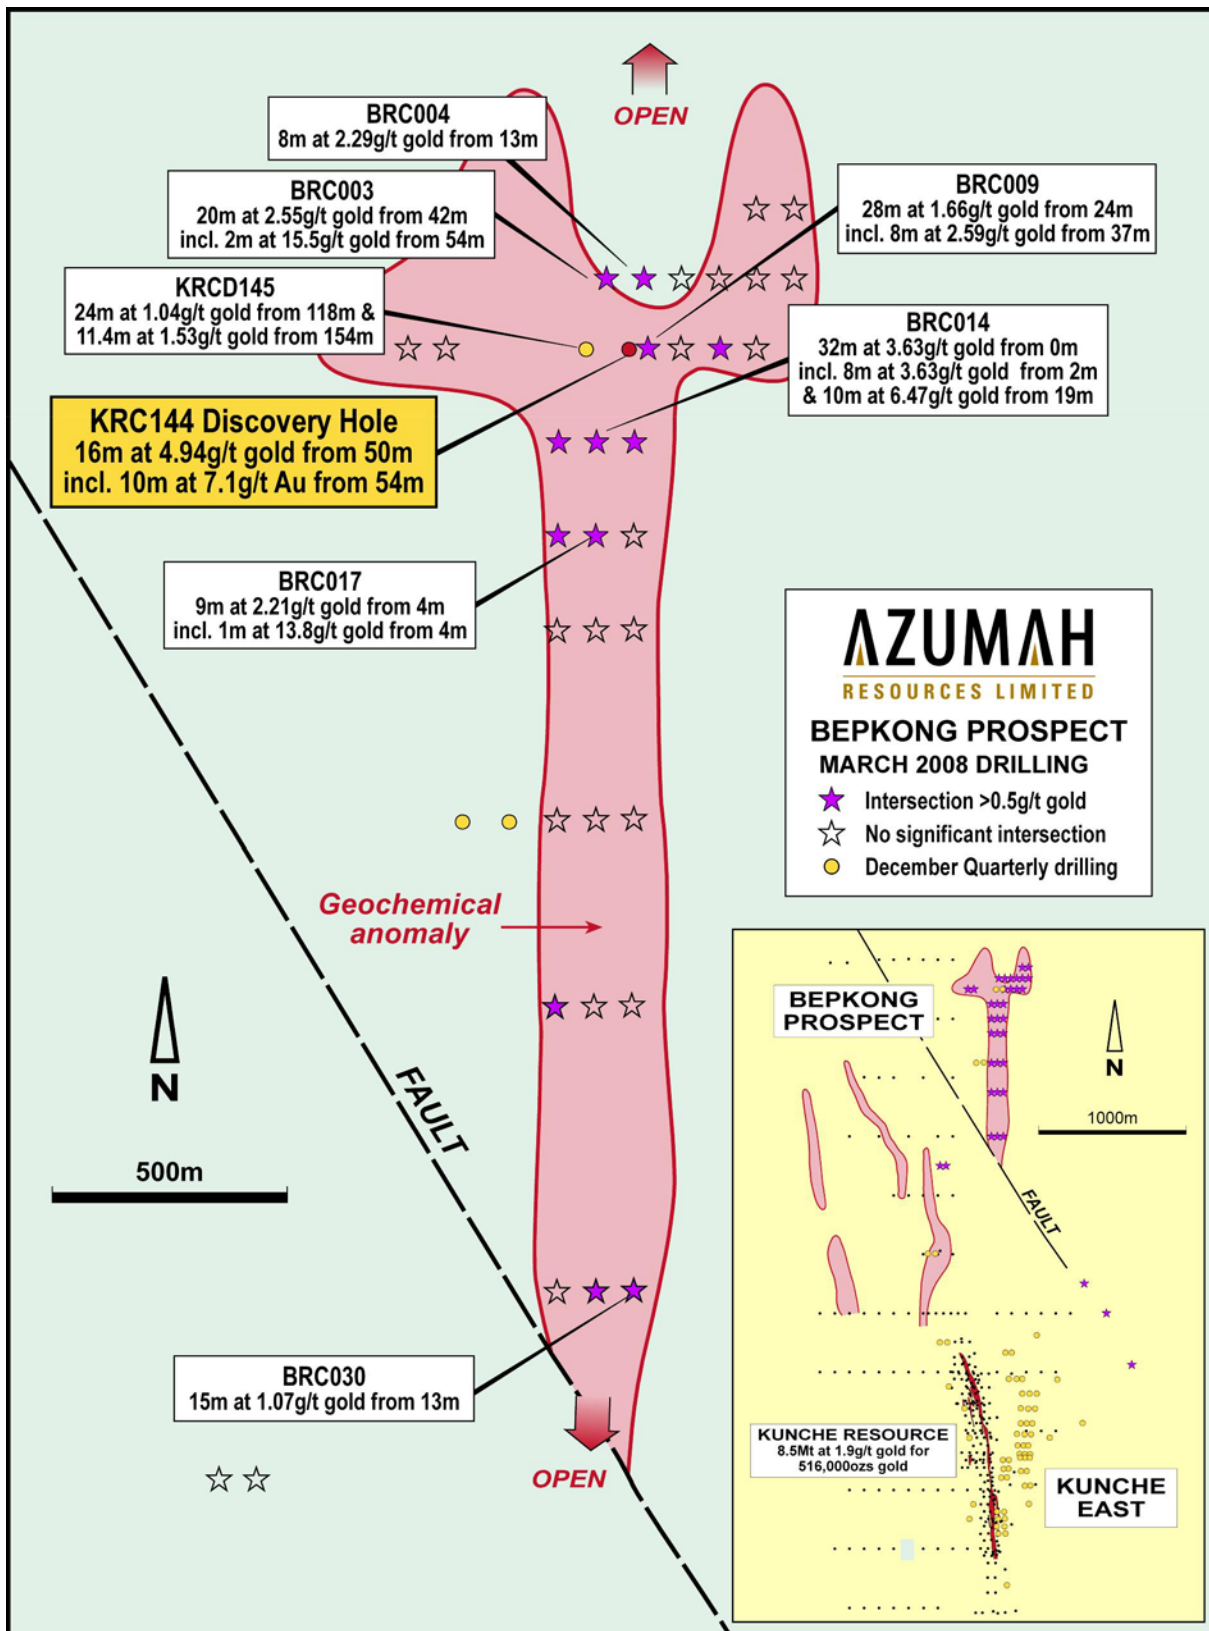 OPEN
BRC004
8m at 2.29g/t gold from 13m
BRC003
20m at 2.55g/t gold from 42m
incl. 2m at 15.5g/t gold from 54m
BRC009
28m at 1.66g/t gold from 24m
incl. 8m at 2.59g/t gold from 37m
KRCD145
24m at 1.04g/t gold from 118m &
11.4m at 1.53g/t gold from 154m
BRC014
32m at 3.63g/t gold from 0m
incl. 8m at 3.63g/t gold from 2m
& 10m at 6.47g/t gold from 19m
KRC144 Discovery Hole
16m at 4.94g/t gold from 50m
incl. 10m at 7.1g/t Au from 54m
BRC017
9m at 2.21g/t gold from 4m
incl. 1m at 13.8g/t gold from 4m
AZUMAH
RESOURCES LIMITED
BEPKONG PROSPECT
MARCH 2008 DRILLING
Intersection >0.5g/t gold
No significant intersection
December Quarterly drilling
Geochemical
anomaly
N
FAULT
500m
BRC030
15m at 1.07g/t gold from 13m
OPEN
BEPKONG
PROSPECT
N
1000m
FAULT
KUNCHE RESOURCE
8.5Mt at 1.9g/t gold for
516,000ozs gold
KUNCHE
EAST